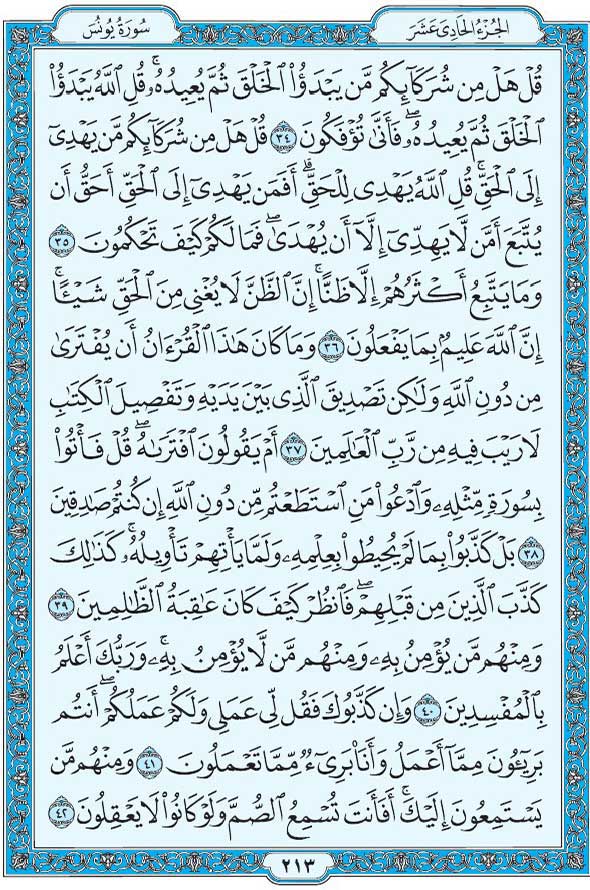 الجُزْءُ الحَادِى عَشَرَ
سُورَةُ يُونُسَ
قُلْ هَلْ مِن شُرَكَآئِكُم مَّن يَبْدَؤُا۟ ٱلْخَلْقَ ثُمَّ يُعِيدُهُۥ ۚ قُلِ ٱللَّهُ يَبْدَؤُا۟
ٱلْخَلْقَ ثُمَّ يُعِيدُهُۥ ۖ فَأَنَّىٰ تُؤْفَكُونَ ٣٤ قُلْ هَلْ مِن شُرَكَآئِكُم مَّن يَهْدِىٓ
إِلَى ٱلْحَقِّ ۚ قُلِ ٱللَّهُ يَهْدِى لِلْحَقِّ ۗ أَفَمَن يَهْدِىٓ إِلَى ٱلْحَقِّ أَحَقُّ أَن
يُتَّبَعَ أَمَّن لَّا يَهِدِّىٓ إِلَّآ أَن يُهْدَىٰ ۖ فَمَا لَكُمْ كَيْفَ تَحْكُمُونَ ٣٥
وَمَا يَتَّبِعُ أَكْثَرُهُمْ إِلَّا ظَنًّا ۚ إِنَّ ٱلظَّنَّ لَا يُغْنِى مِنَ ٱلْحَقِّ شَيْـًٔا ۚ
إِنَّ ٱللَّهَ عَلِيمٌۢ بِمَا يَفْعَلُونَ ٣٦ وَمَا كَانَ هَـٰذَا ٱلْقُرْءَانُ أَن يُفْتَرَىٰ
مِن دُونِ ٱللَّهِ وَلَـٰكِن تَصْدِيقَ ٱلَّذِى بَيْنَ يَدَيْهِ وَتَفْصِيلَ ٱلْكِتَـٰبِ
لَا رَيْبَ فِيهِ مِن رَّبِّ ٱلْعَـٰلَمِينَ ٣٧ أَمْ يَقُولُونَ ٱفْتَرَىٰهُ ۖ قُلْ فَأْتُوا۟
بِسُورَةٍ مِّثْلِهِۦ وَٱدْعُوا۟ مَنِ ٱسْتَطَعْتُم مِّن دُونِ ٱللَّهِ إِن كُنتُمْ صَـٰدِقِينَ
٣٨ بَلْ كَذَّبُوا۟ بِمَا لَمْ يُحِيطُوا۟ بِعِلْمِهِۦ وَلَمَّا يَأْتِهِمْ تَأْوِيلُهُۥ ۚ كَذَٰلِكَ
كَذَّبَ ٱلَّذِينَ مِن قَبْلِهِمْ ۖ فَٱنظُرْ كَيْفَ كَانَ عَـٰقِبَةُ ٱلظَّـٰلِمِينَ ٣٩
وَمِنْهُم مَّن يُؤْمِنُ بِهِۦ وَمِنْهُم مَّن لَّا يُؤْمِنُ بِهِۦ ۚ وَرَبُّكَ أَعْلَمُ
بِٱلْمُفْسِدِينَ ٤٠ وَإِن كَذَّبُوكَ فَقُل لِّى عَمَلِى وَلَكُمْ عَمَلُكُمْ ۖ أَنتُم
بَرِيٓـُٔونَ مِمَّآ أَعْمَلُ وَأَنَا۠ بَرِىٓءٌ مِّمَّا تَعْمَلُونَ ٤١ وَمِنْهُم مَّن
يَسْتَمِعُونَ إِلَيْكَ ۚ أَفَأَنتَ تُسْمِعُ ٱلصُّمَّ وَلَوْ كَانُوا۟ لَا يَعْقِلُونَ ٤٢
٢١٣